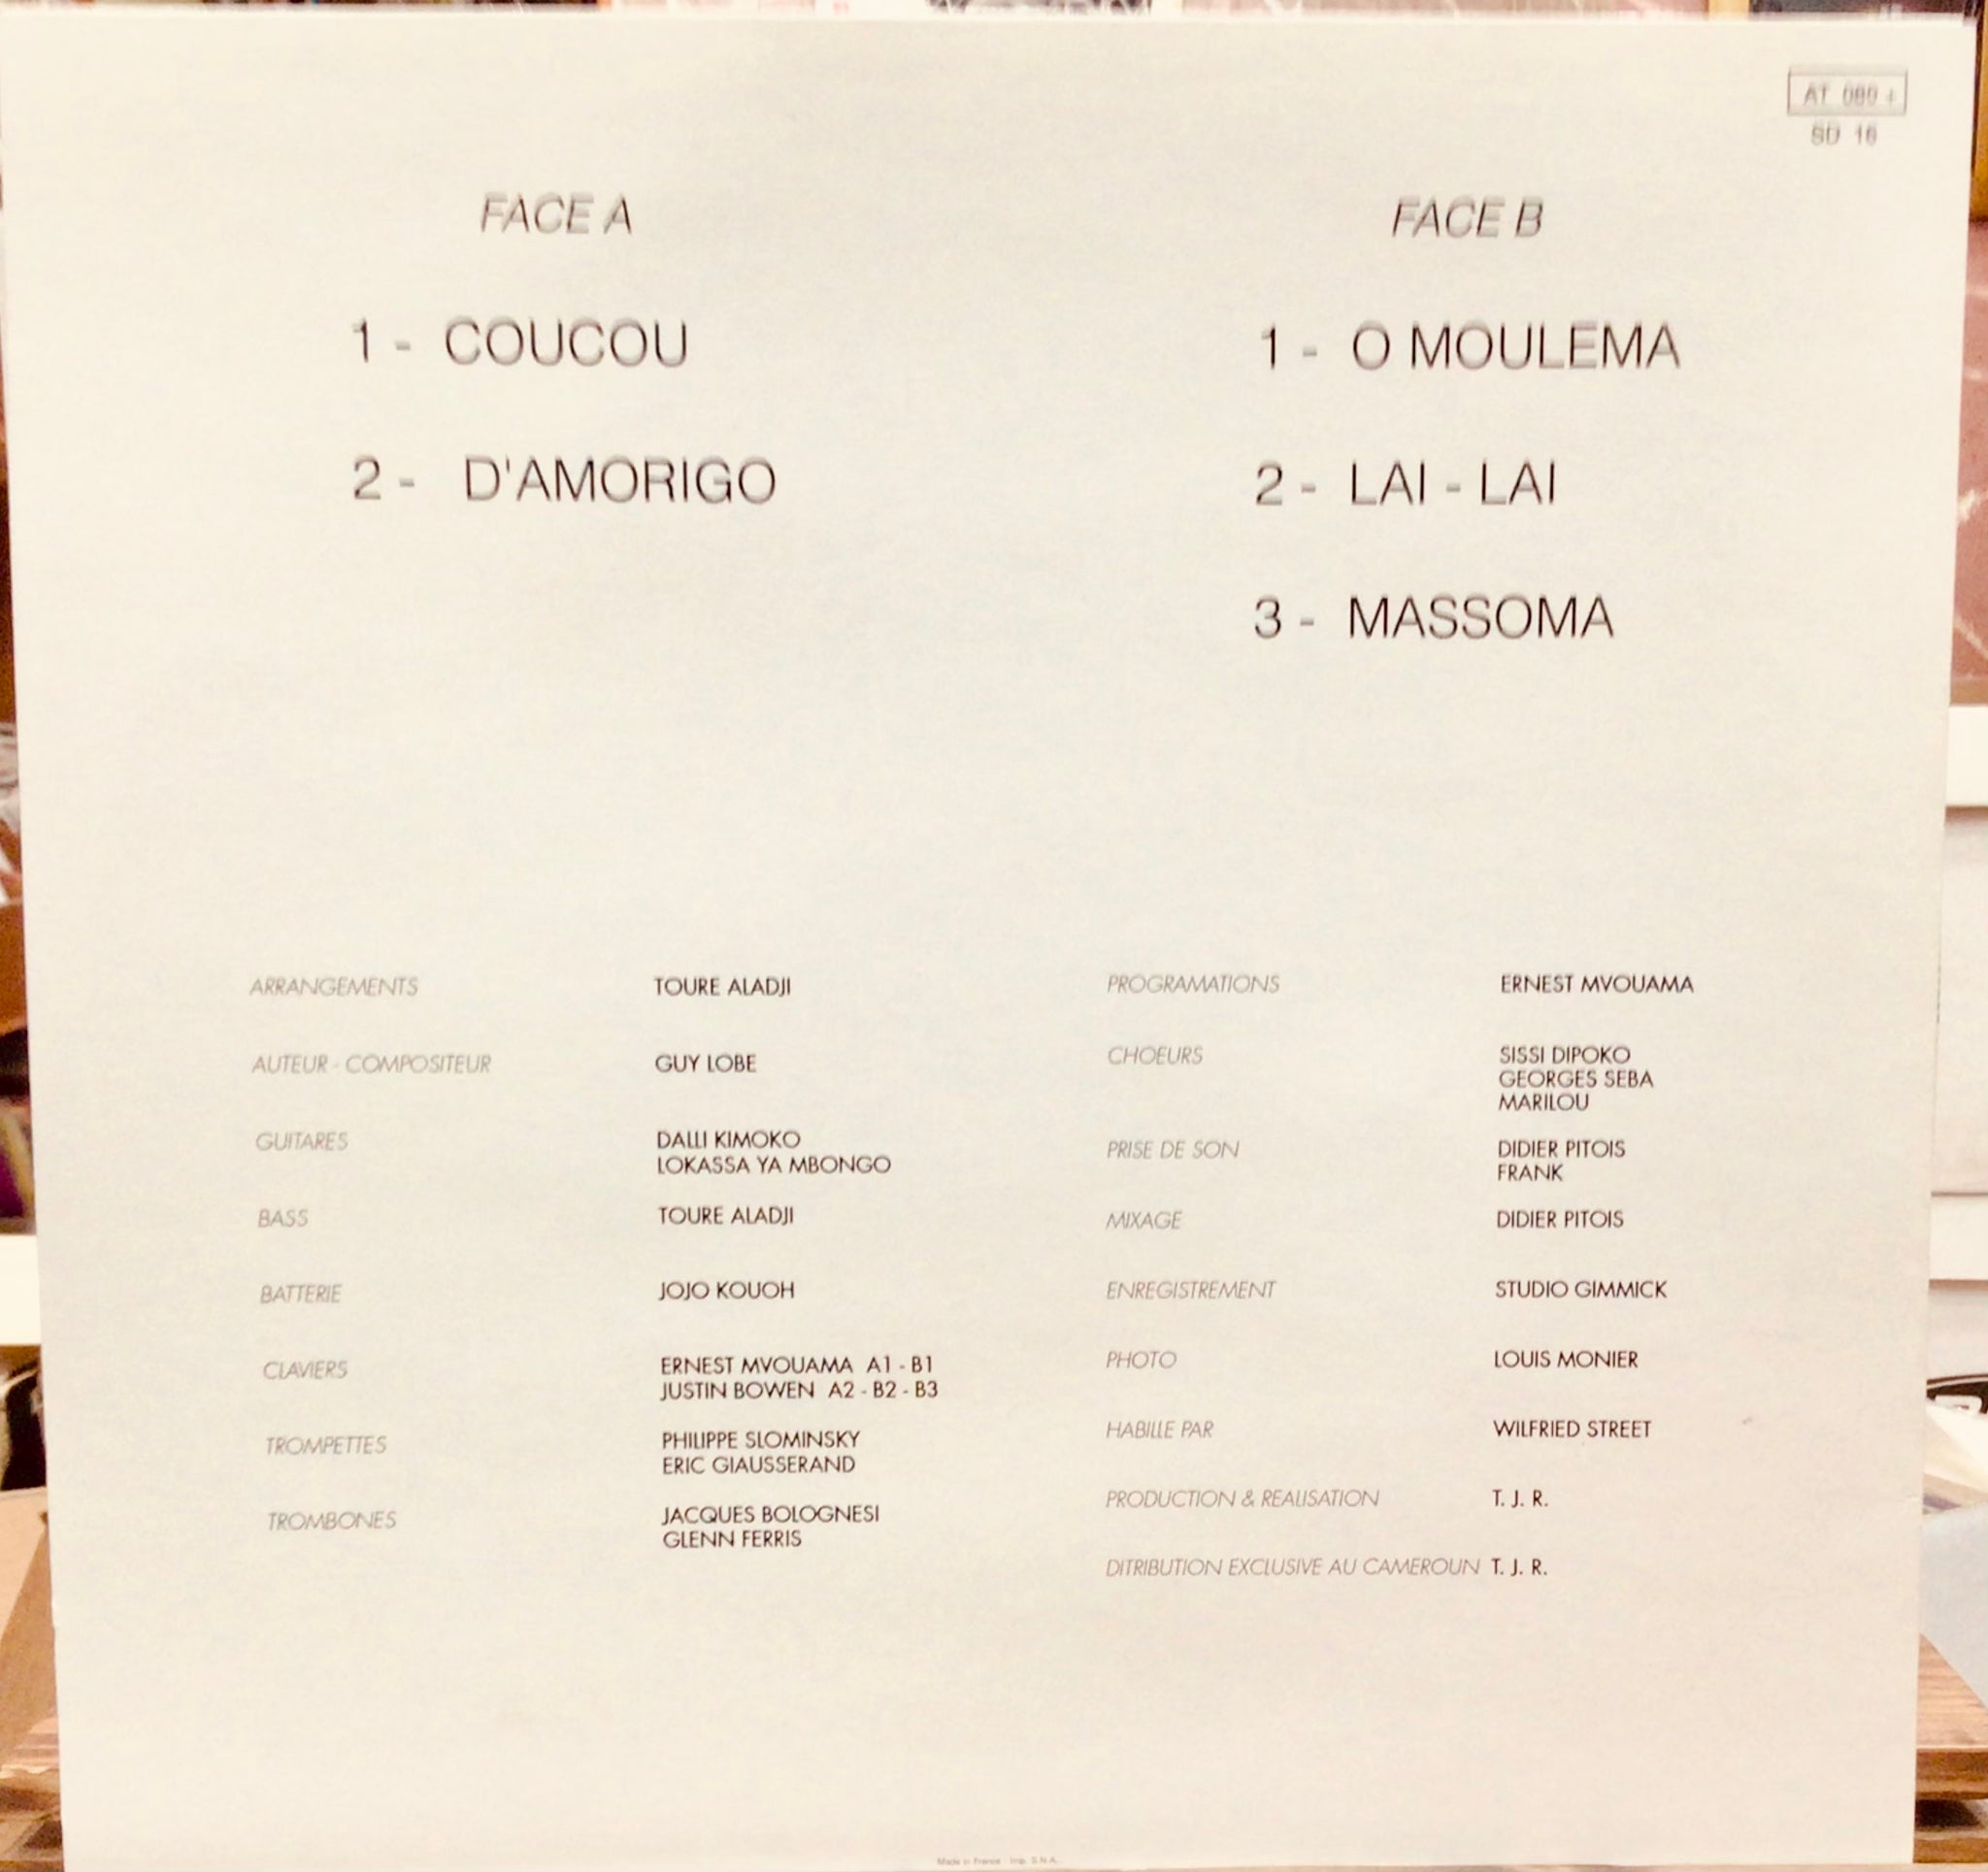 AT 080 +
SD 16
FACE A
1 - COUCOU
2 - D'AMORIGO
FACE B
1 - O MOULEMA
2 - LAI - LAI
3 - MASSOMA
ARRANGEMENTS TOURE ALADJI
AUTEUR - COMPOSITEUR GUY LOBE
GUITARES DALLI KIMOKO
LOKASSA YA MBONGO
BASS TOURE ALADJI
BATTERIE JOJO KOUOH
CLAVIERS ERNEST MVOUAMA A1 - B1
JUSTIN BOWEN A2 - B2 - B3
TROMPETTES PHILIPPE SLOMINSKY
ERIC GIAUSSERAND
TROMBONES JACQUES BOLOGNESI
GLENN FERRIS
PROGRAMATIONS ERNEST MVOUAMA
CHOEURS SISSI DIPOKO
GEORGES SEBA
MARILOU
PRISE DE SON DIDIER PITOIS
FRANK
MIXAGE DIDIER PITOIS
ENREGISTREMENT STUDIO GIMMICK
PHOTO LOUIS MONIER
HABILLE PAR WILFRIED STREET
PRODUCTION & REALISATION T. J. R.
DITRIBUTION EXCLUSIVE AU CAMEROUN T. J. R.
Made in France - Imp. S.N.A.